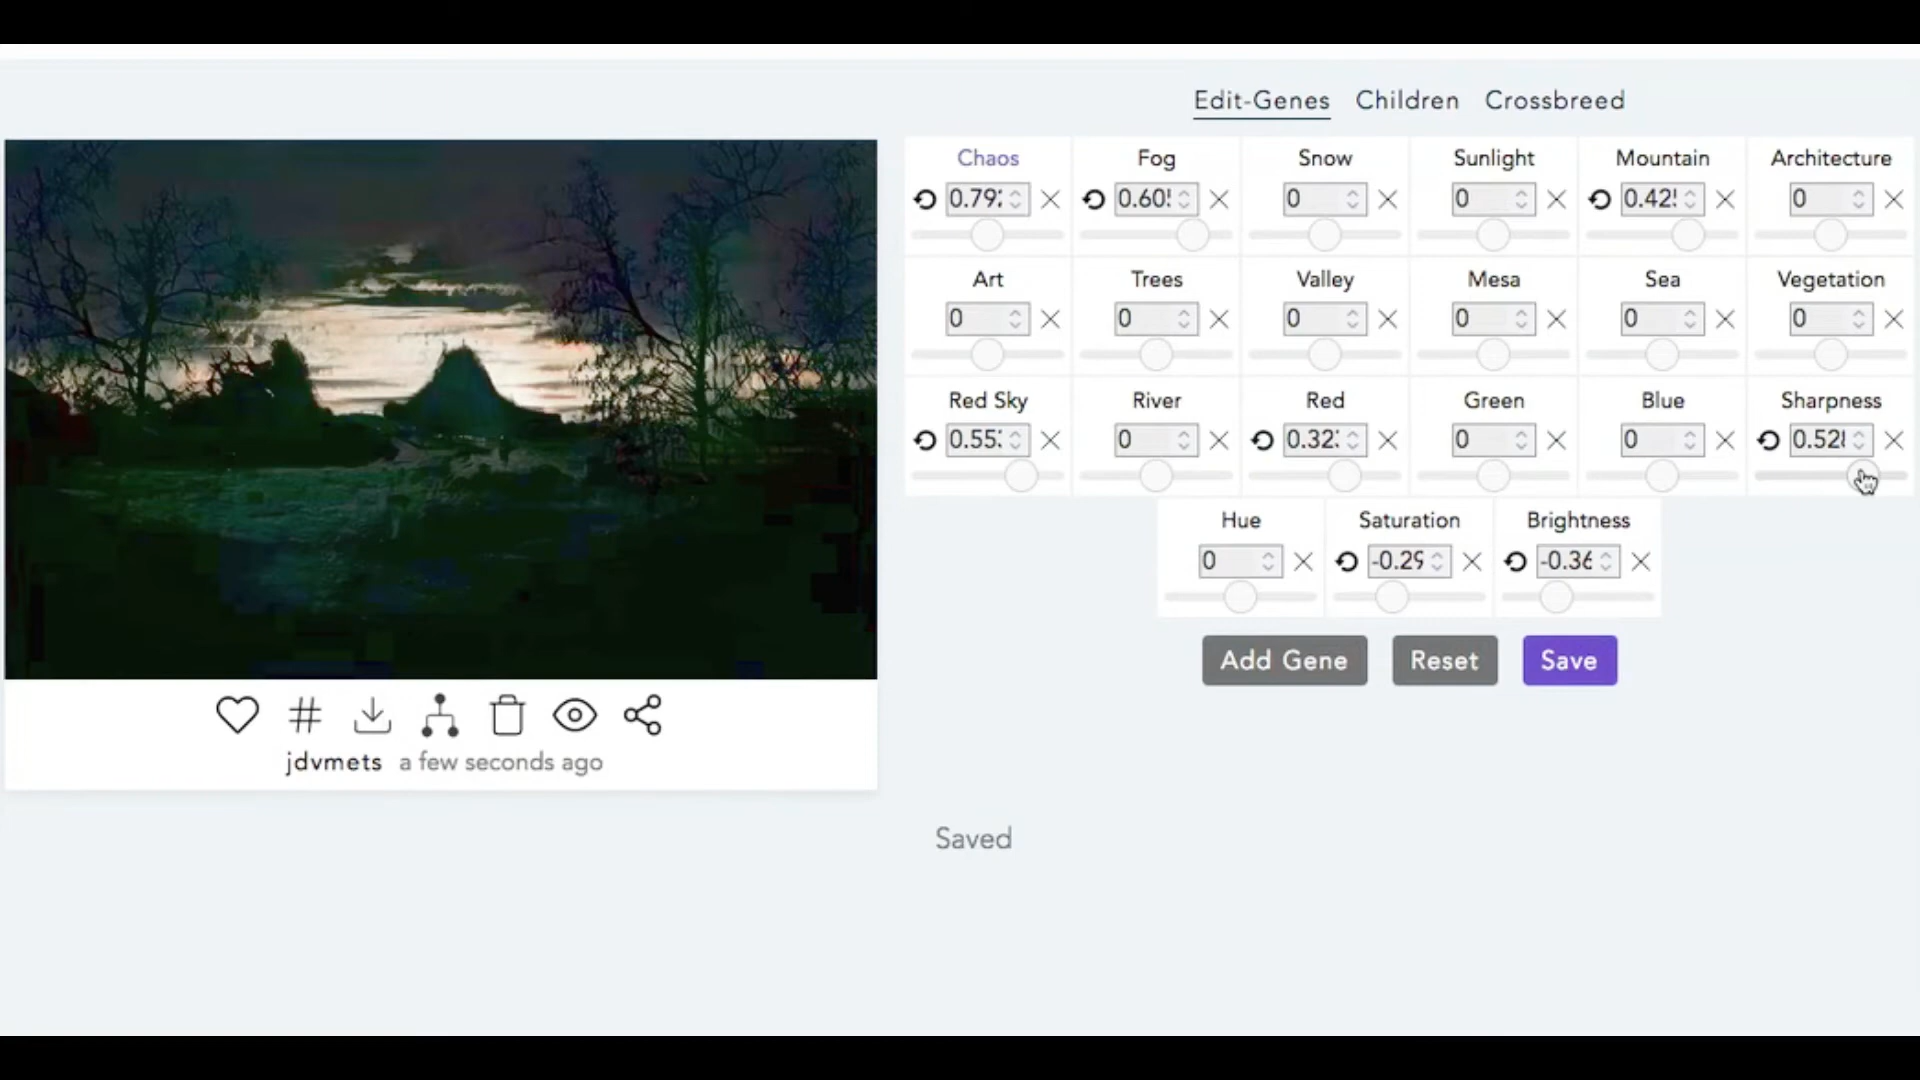 Edit-Genes Children Crossbreed
Chaos Fog Snow Sunlight Mountain Architecture
0.79 0.60 0 0 0.42 0
Art Trees Valley Mesa Sea Vegetation
0 0 0 0 0 0
Red Sky River Red Green Blue Sharpness
0.55 0 0.32 0 0 0.52
Hue Saturation Brightness
0 -0.29 -0.36
Add Gene Reset Save
jdvmets a few seconds ago
Saved